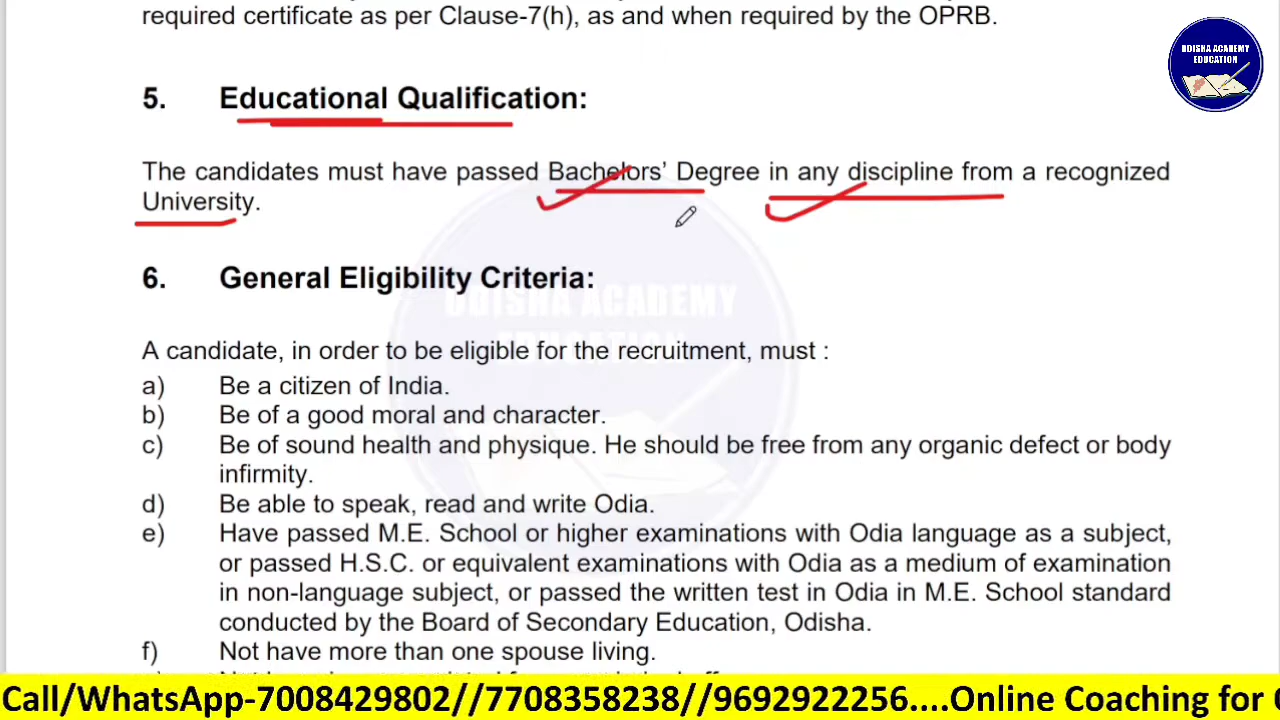 required certificate as per Clause-7(h), as and when required by the OPRB.
ODISHA ACADEMY
EDUCATION
5. Educational Qualification:
The candidates must have passed Bachelors’ Degree in any discipline from a recognized
University.
6. General Eligibility Criteria:
ODISHA ACADEMY
EDUCATION
A candidate, in order to be eligible for the recruitment, must :
a) Be a citizen of India.
b) Be of a good moral and character.
c) Be of sound health and physique. He should be free from any organic defect or body
infirmity.
d) Be able to speak, read and write Odia.
e) Have passed M.E. School or higher examinations with Odia language as a subject,
or passed H.S.C. or equivalent examinations with Odia as a medium of examination
in non-language subject, or passed the written test in Odia in M.E. School standard
conducted by the Board of Secondary Education, Odisha.
f) Not have more than one spouse living.
Call/WhatsApp-7008429802//7708358238//9692922256....Online Coaching for